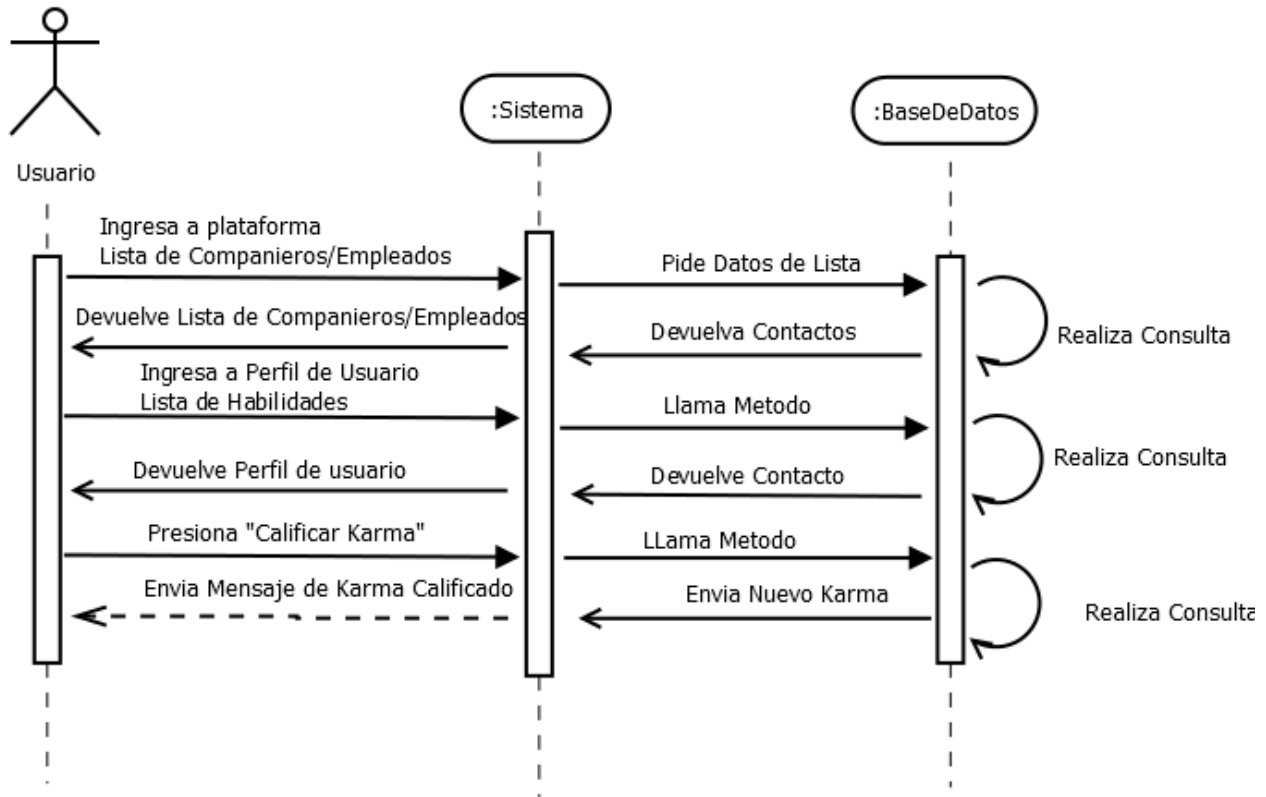 :Sistema
:BaseDeDatos
Usuario
Ingresa a plataforma
Lista de Companieros/Empleados
Pide Datos de Lista
Devuelve Lista de Companieros/Empleados
Devuelva Contactos
Realiza Consulta
Ingresa a Perfil de Usuario
Lista de Habilidades
Llama Metodo
Devuelve Perfil de usuario
Devuelve Contacto
Realiza Consulta
Presiona "Calificar Karma"
LLama Metodo
Envia Mensaje de Karma Calificado
Envia Nuevo Karma
Realiza Consulta